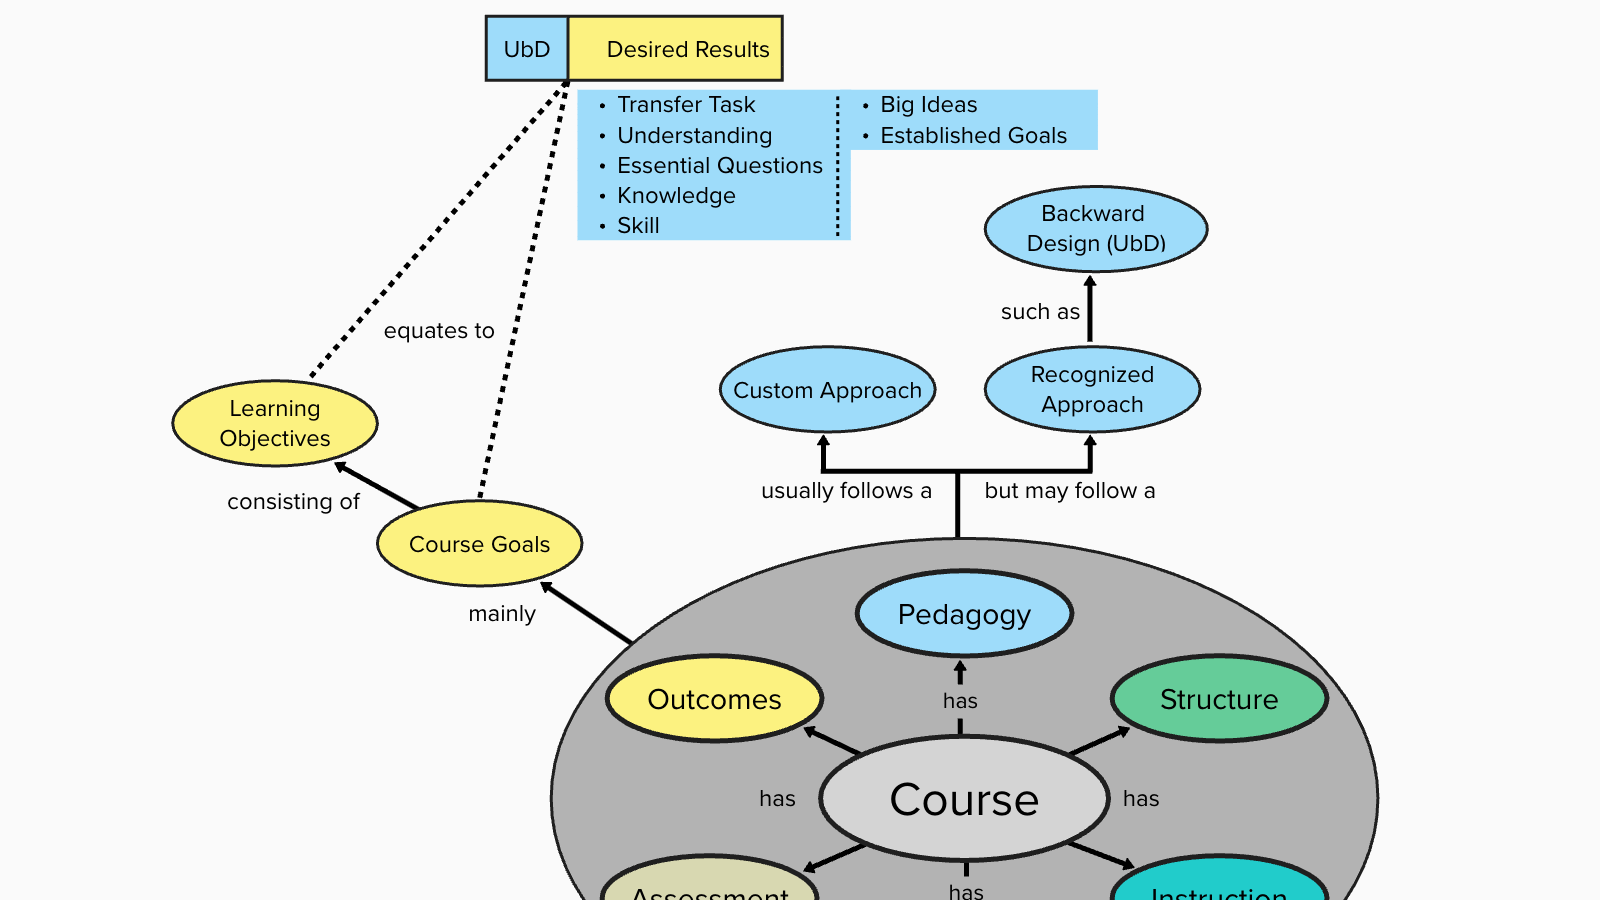 UbD Desired Results
• Transfer Task
• Understanding
• Essential Questions
• Knowledge
• Skill
• Big Ideas
• Established Goals
Backward
Design (UbD)
such as
equates to
Custom Approach
Recognized
Approach
Learning
Objectives
consisting of
usually follows a
but may follow a
Course Goals
mainly
Pedagogy
Outcomes
has
Structure
has
Course
has
Assessment
has
Instruction